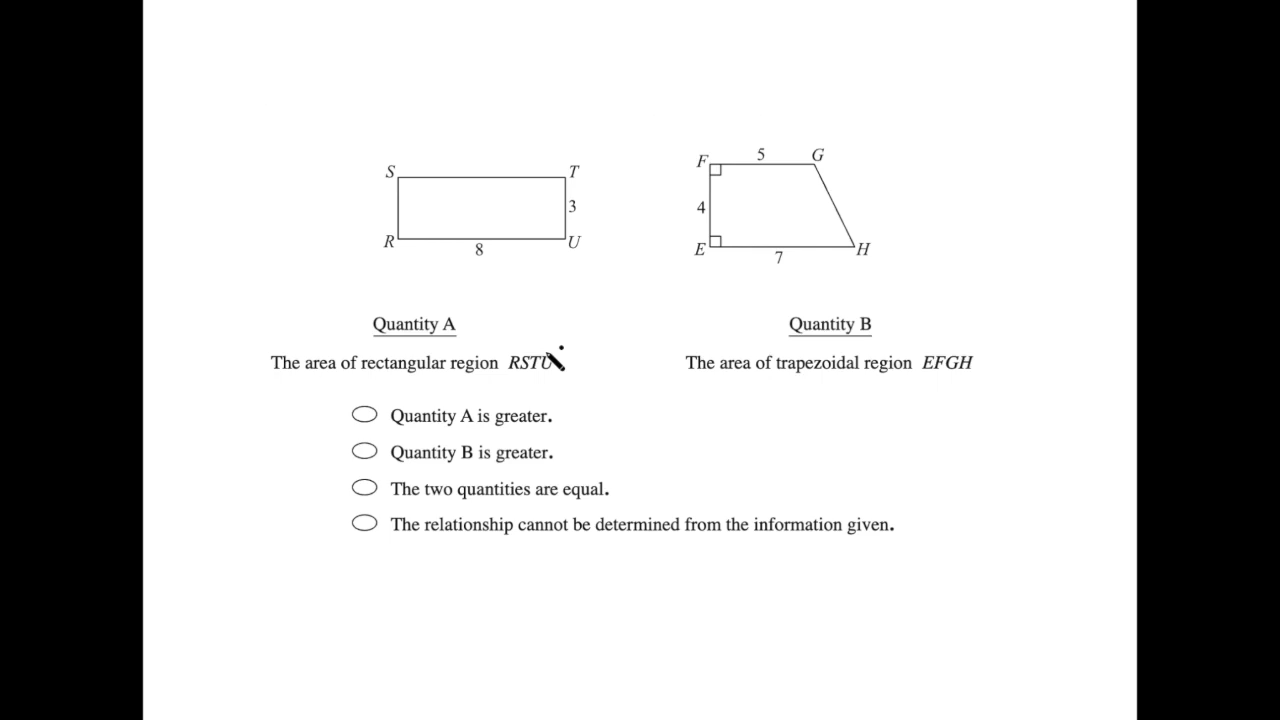 S T F 5 G
3 4
R 8 U E 7 H
Quantity A Quantity B
The area of rectangular region RSTU The area of trapezoidal region EFGH
Quantity A is greater.
Quantity B is greater.
The two quantities are equal.
The relationship cannot be determined from the information given.